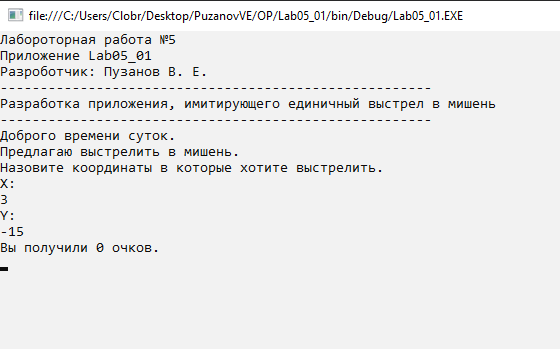 file:///C:/Users/Clobr/Desktop/PuzanovVE/OP/Lab05_01/bin/Debug/Lab05_01.EXE
Лабороторная работа №5
Приложение Lab05_01
Разработчик: Пузанов В. Е.
------------------------------------------------------
Разработка приложения, имитирующего единичный выстрел в мишень
------------------------------------------------------
Доброго времени суток.
Предлагаю выстрелить в мишень.
Назовите координаты в которые хотите выстрелить.
X:
3
Y:
-15
Вы получили 0 очков.